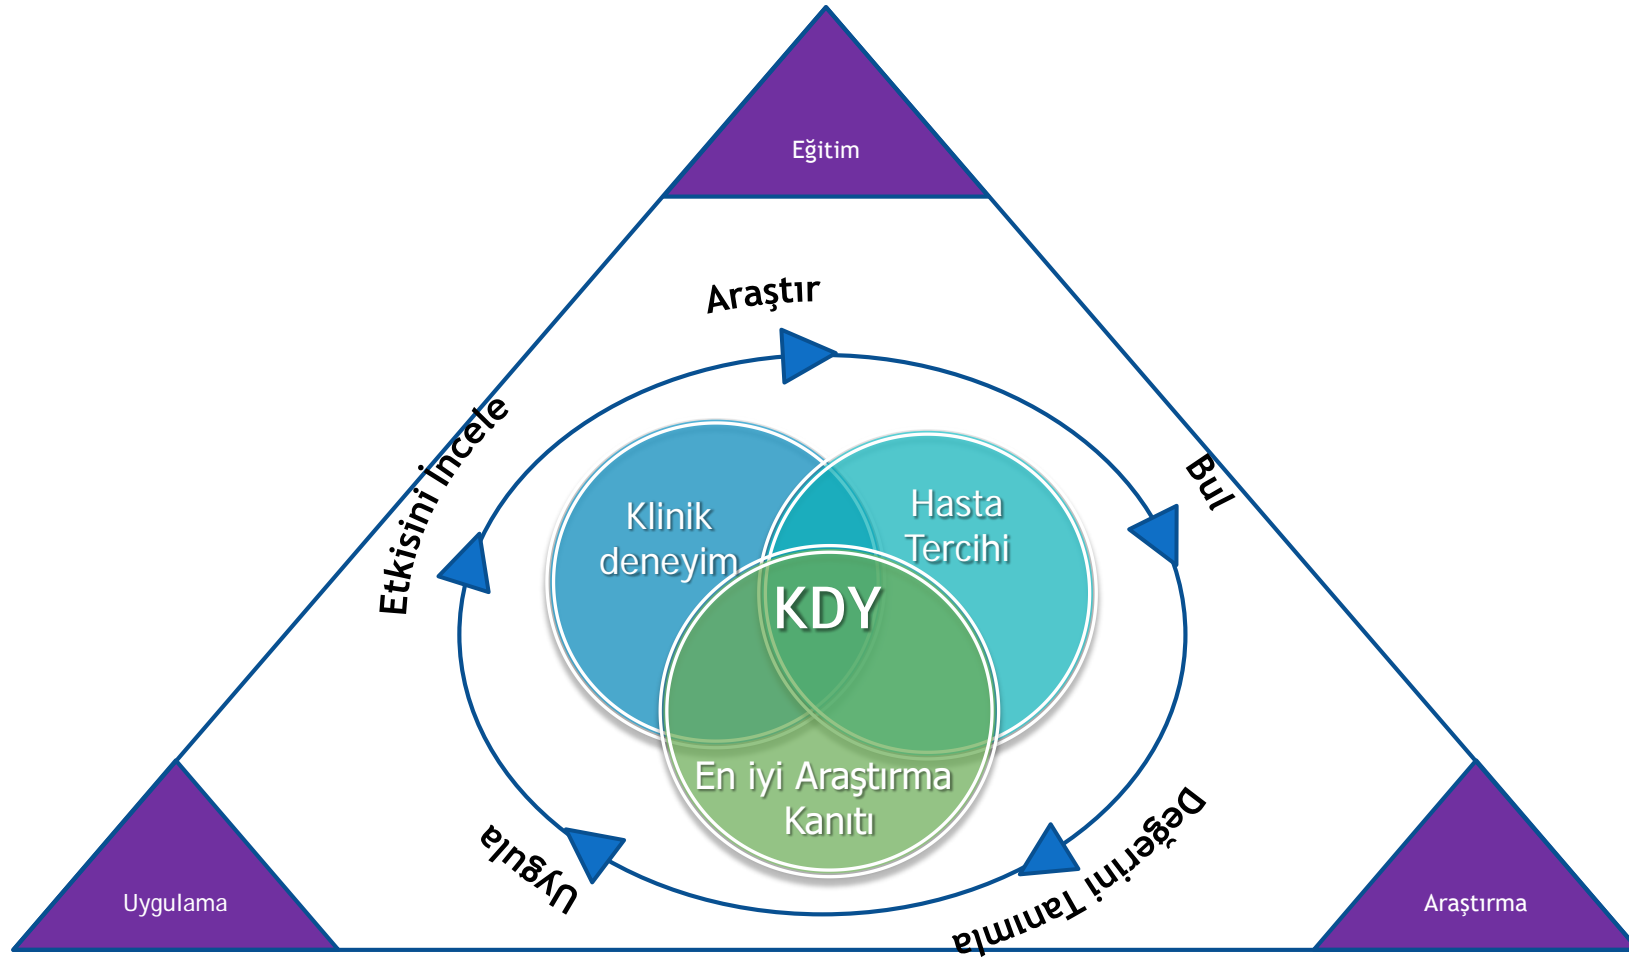 Eğitim
Araştır
Etkisini İncele
Bul
Klinik
deneyim
Hasta
Tercihi
KDY
En iyi Araştırma
Kanıtı
Değerini Tanımla
Uygula
Uygulama
Araştırma